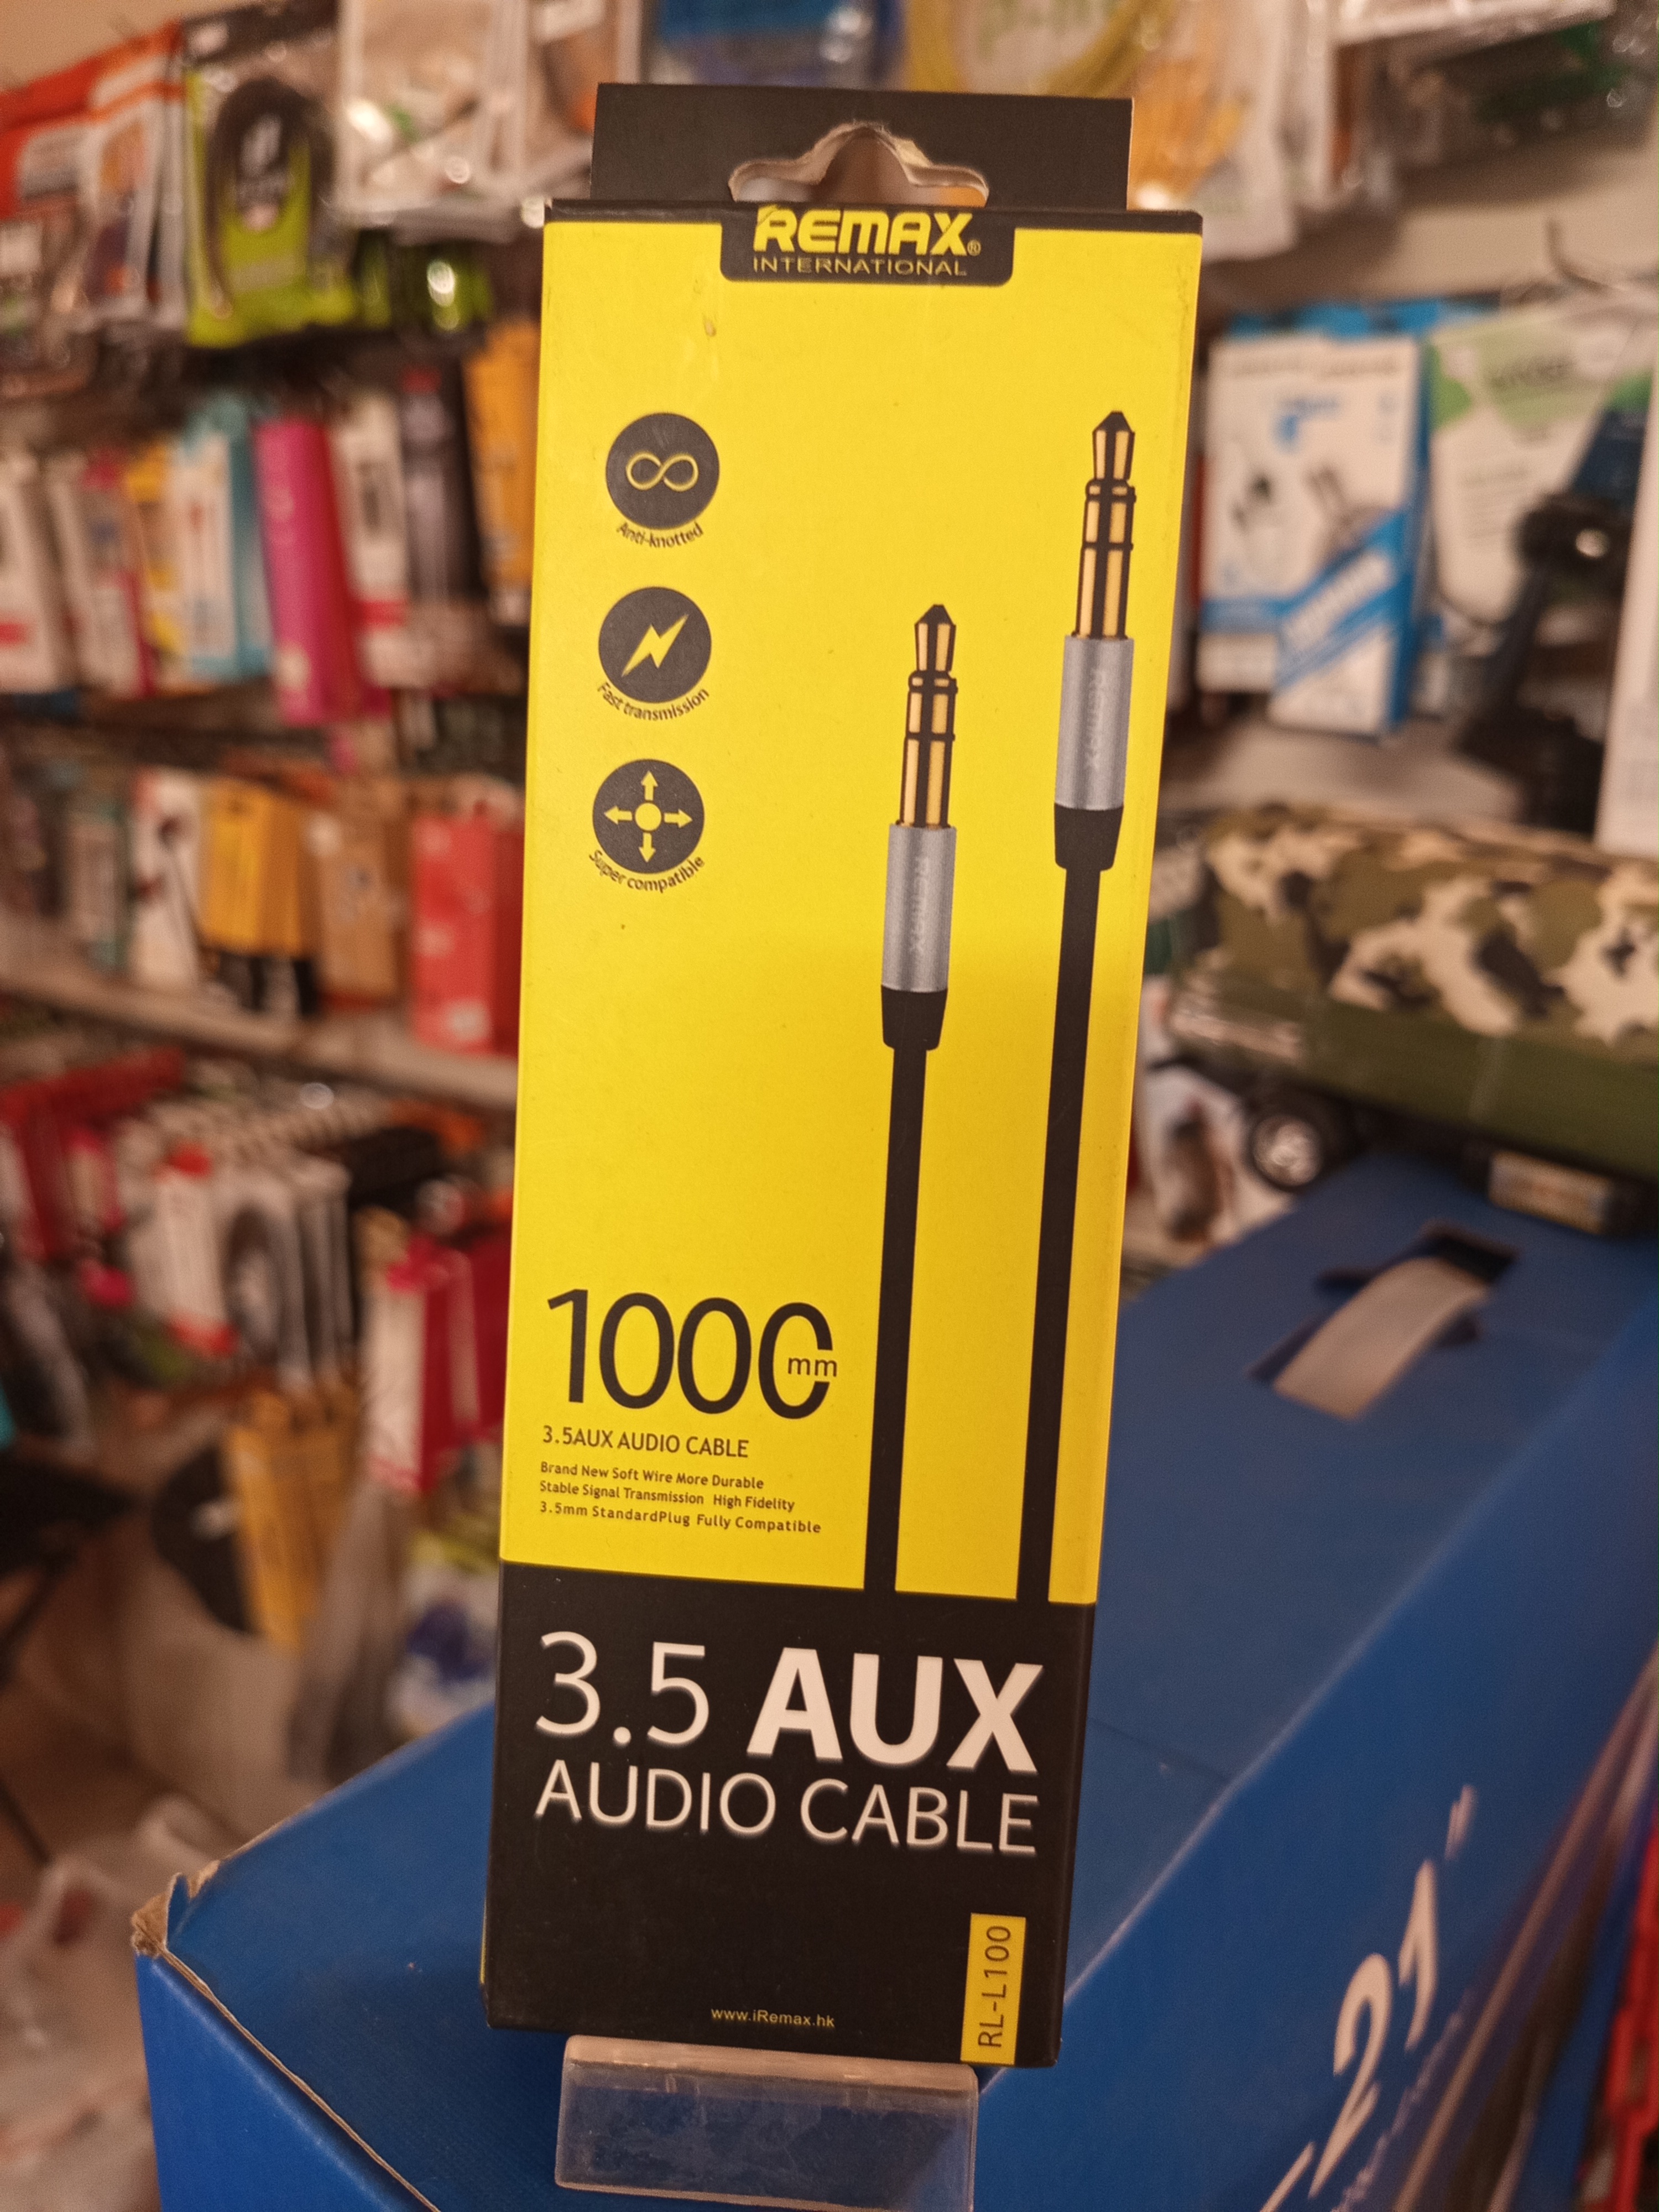 REMAX®
INTERNATIONAL
Anti-knotted
Fast transmission
Super compatible
REMAX
REMAX
1000mm
3.5AUX AUDIO CABLE
Brand New Soft Wire More Durable
Stable Signal Transmission High Fidelity
3.5mm StandardPlug Fully Compatible
3.5 AUX
AUDIO CABLE
RL-L100
www.iRemax.hk